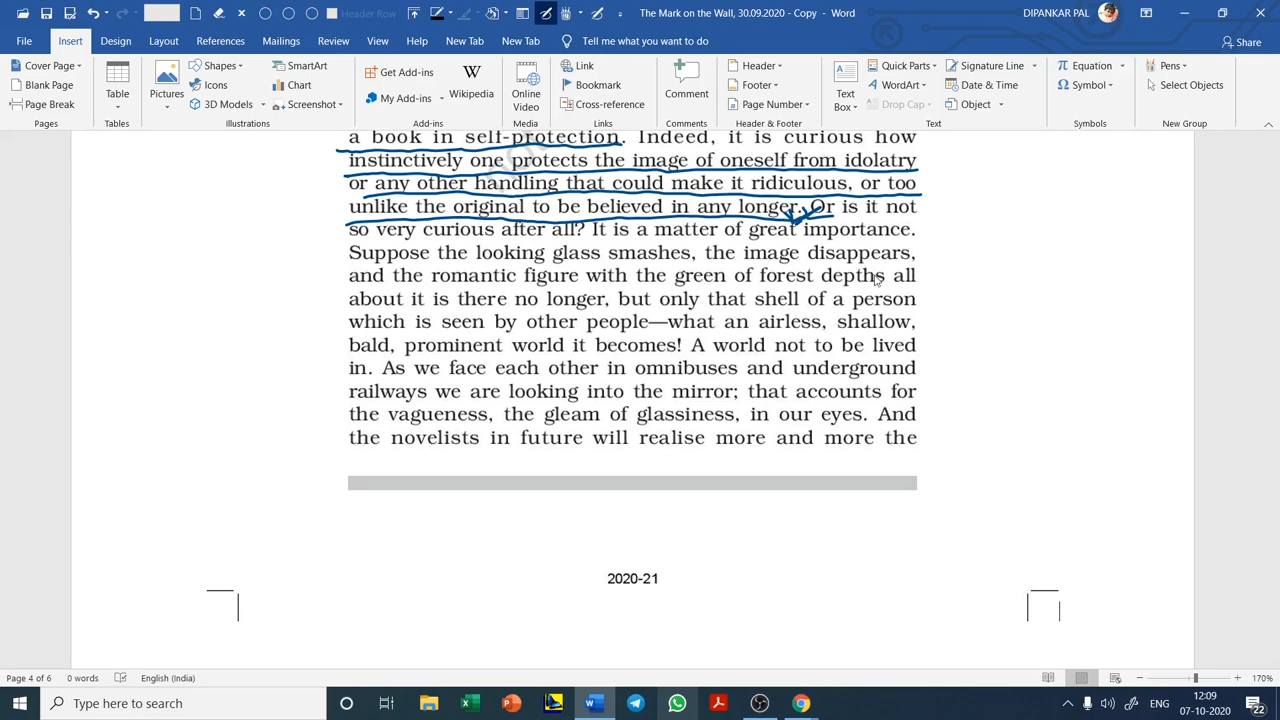 The Mark on the Wall, 30.09.2020 - Copy - Word
DIPANKAR PAL
File Insert Design Layout References Mailings Review View New Tab New Tab Tell me what you want to do
Share
Cover Page
Blank Page
Page Break
Pages
Table
Tables
Pictures
Shapes
Icons
3D Models
SmartArt
Chart
Screenshot
Illustrations
Get Add-ins
My Add-ins
Wikipedia
Add-ins
Online Video
Media
Link
Bookmark
Cross-reference
Links
Comment
Comments
Header
Footer
Page Number
Header & Footer
Text Box
Quick Parts
WordArt
Drop Cap
Signature Line
Date & Time
Object
Text
Equation
Symbol
Symbols
Pens
Select Objects
New Group
a book in self-protection. Indeed, it is curious how
instinctively one protects the image of oneself from idolatry
or any other handling that could make it ridiculous, or too
unlike the original to be believed in any longer. Or is it not
so very curious after all? It is a matter of great importance.
Suppose the looking glass smashes, the image disappears,
and the romantic figure with the green of forest depths all
about it is there no longer, but only that shell of a person
which is seen by other people—what an airless, shallow,
bald, prominent world it becomes! A world not to be lived
in. As we face each other in omnibuses and underground
railways we are looking into the mirror; that accounts for
the vagueness, the gleam of glassiness, in our eyes. And
the novelists in future will realise more and more the
2020-21
Page 4 of 6 0 words English (India)
170%
Type here to search
ENG
12:09
07-10-2020
22